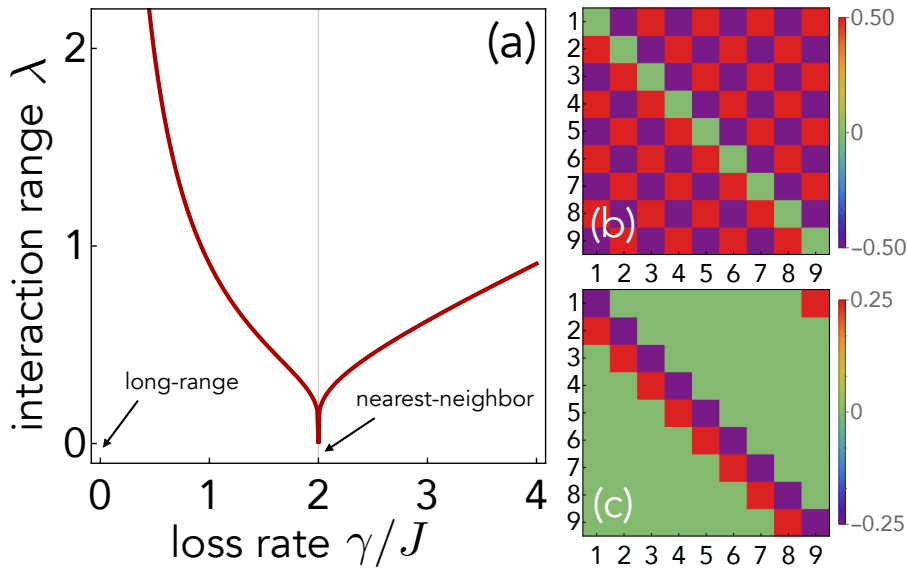 interaction range λ
2
1
0
(a)
long-range
nearest-neighbor
0 1 2 3 4
loss rate γ/J
1
2
3
4
5
6
7
8
9
(b)
1 2 3 4 5 6 7 8 9
0.50
0
−0.50
1
2
3
4
5
6
7
8
9
(c)
1 2 3 4 5 6 7 8 9
0.25
0
−0.25